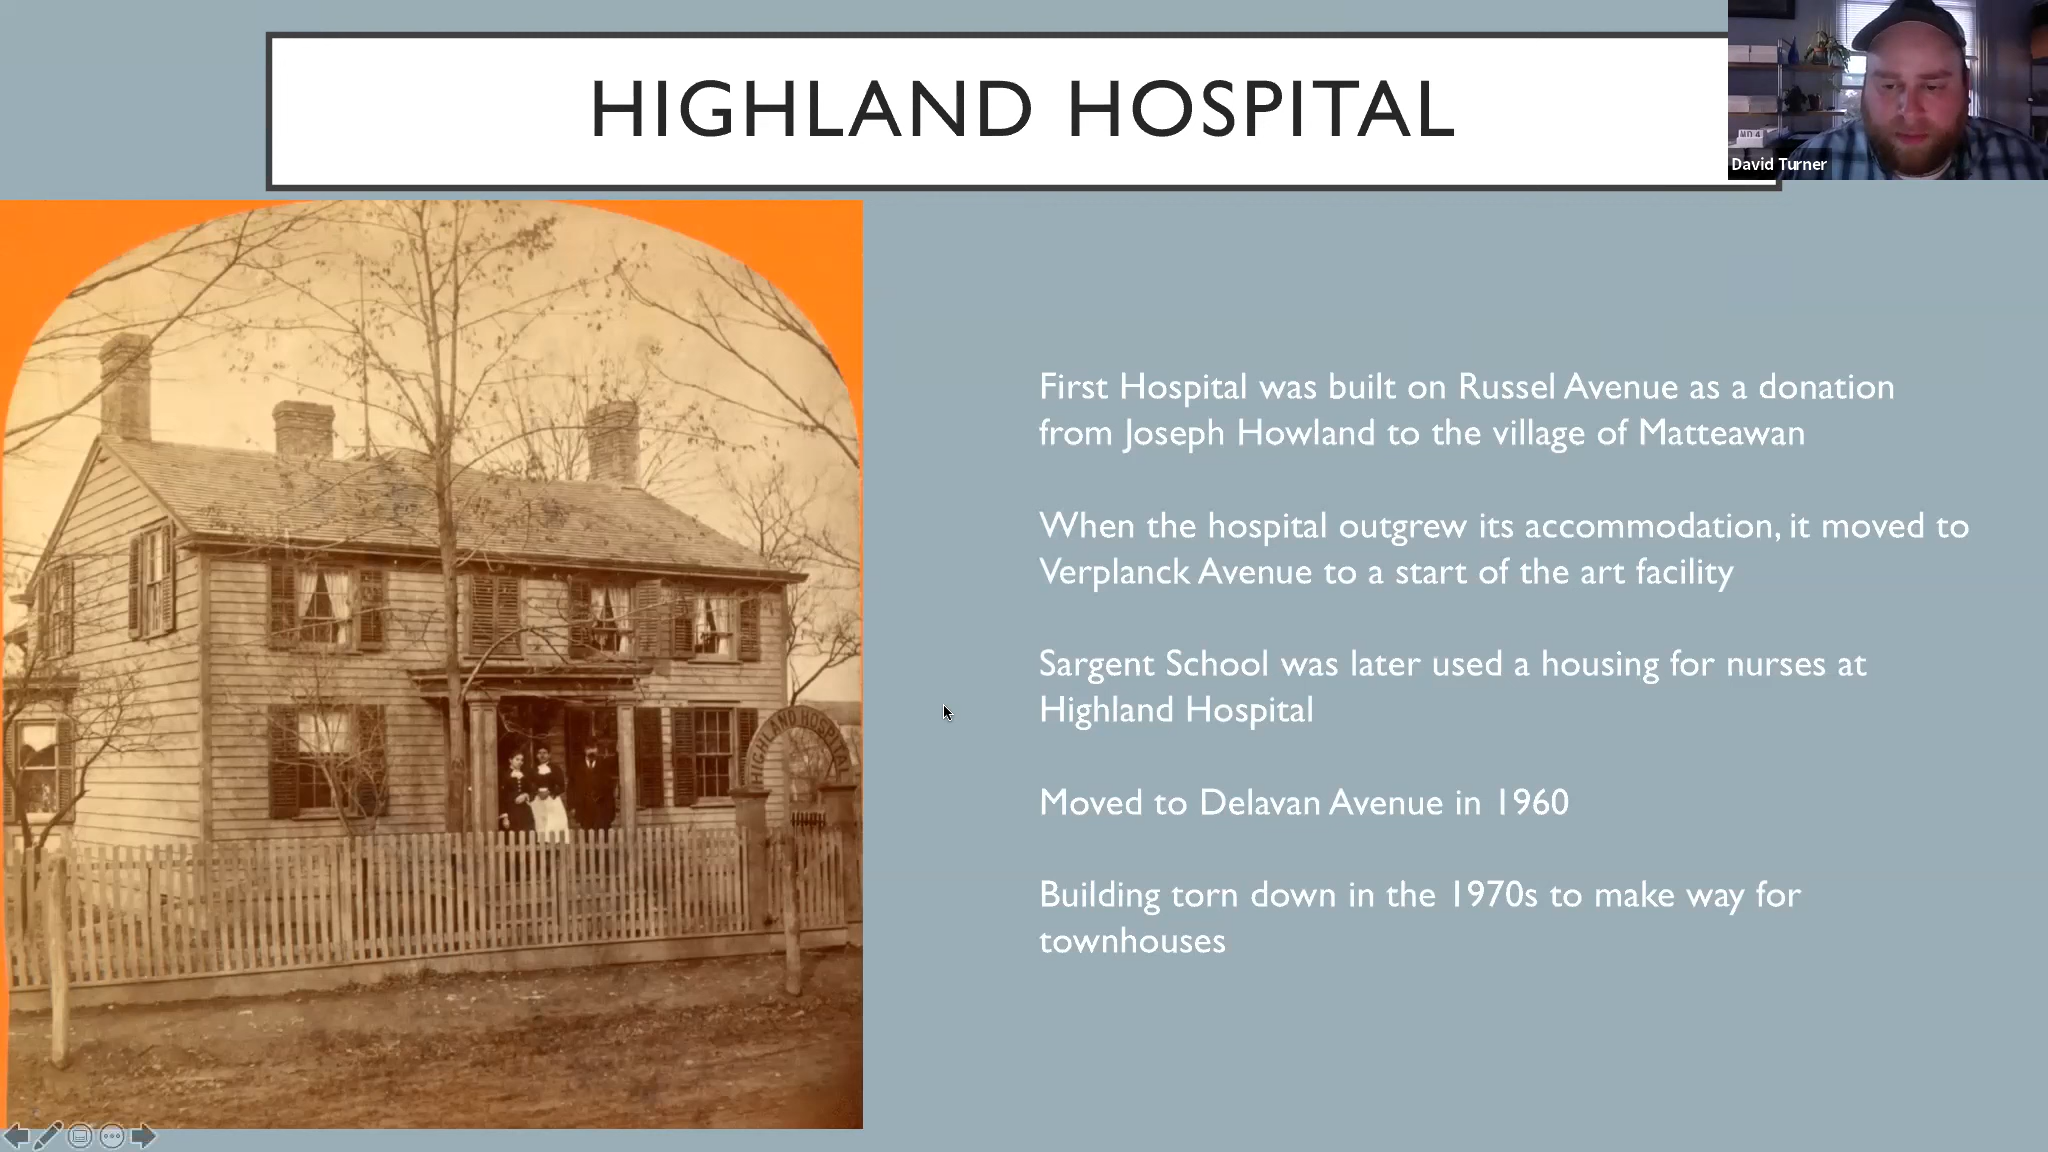 HIGHLAND HOSPITAL
David Turner
First Hospital was built on Russel Avenue as a donation
from Joseph Howland to the village of Matteawan
When the hospital outgrew its accommodation, it moved to
Verplanck Avenue to a start of the art facility
Sargent School was later used a housing for nurses at
Highland Hospital
Moved to Delavan Avenue in 1960
Building torn down in the 1970s to make way for
townhouses
HIGHLAND HOSPITAL